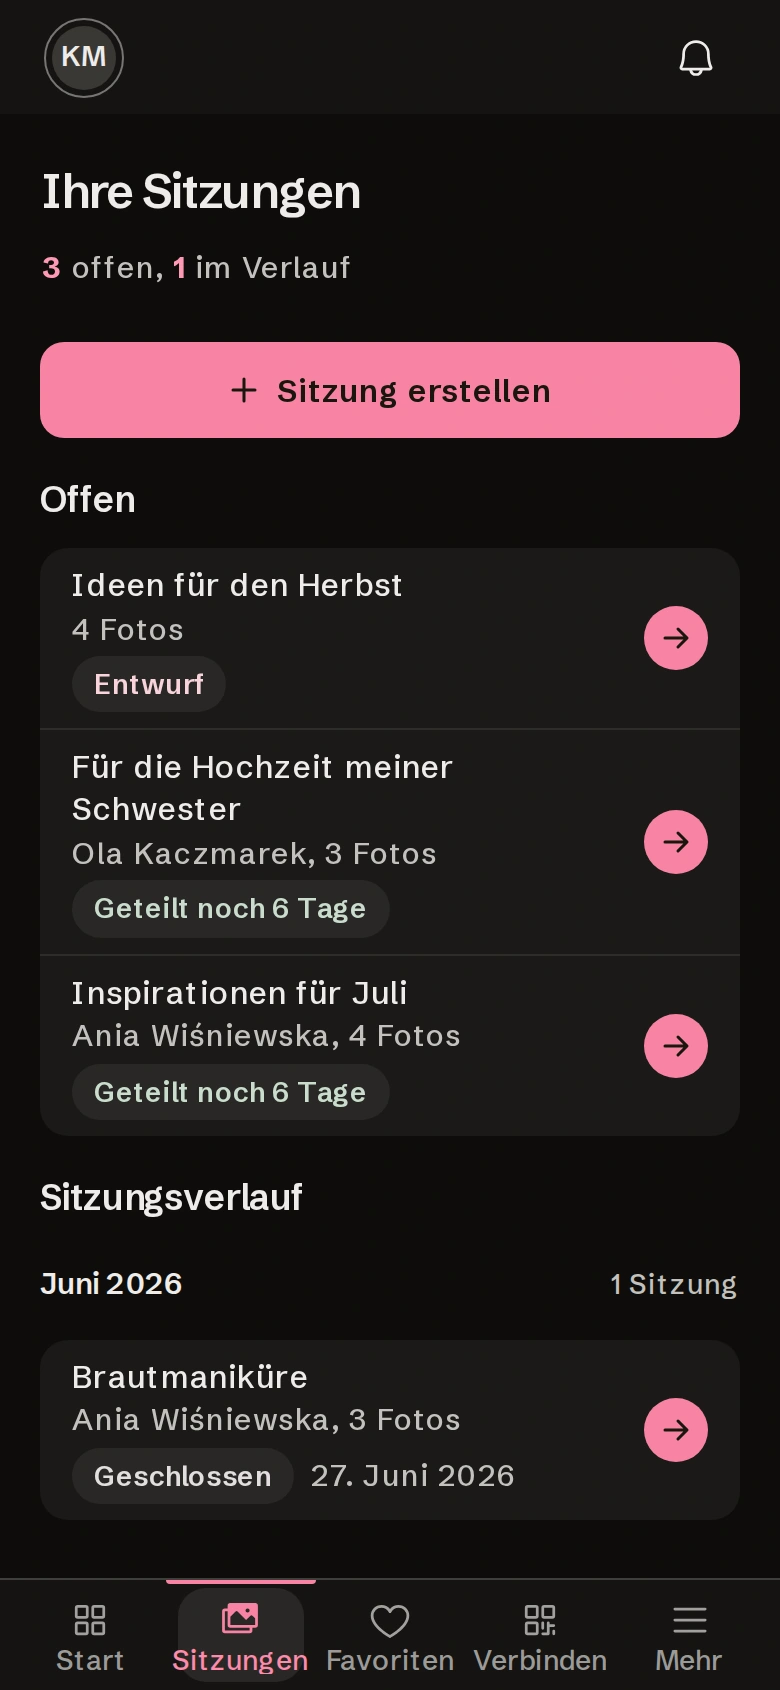 KM
Ihre Sitzungen
3 offen, 1 im Verlauf
Sitzung erstellen
Offen
Ideen für den Herbst
4 Fotos
Entwurf
Für die Hochzeit meiner
Schwester
Ola Kaczmarek, 3 Fotos
Geteilt noch 6 Tage
Inspirationen für Juli
Ania Wiśniewska, 4 Fotos
Geteilt noch 6 Tage
Sitzungsverlauf
Juni 2026 1 Sitzung
Brautmaniküre
Ania Wiśniewska, 3 Fotos
Geschlossen 27. Juni 2026
Start Sitzungen Favoriten Verbinden Mehr